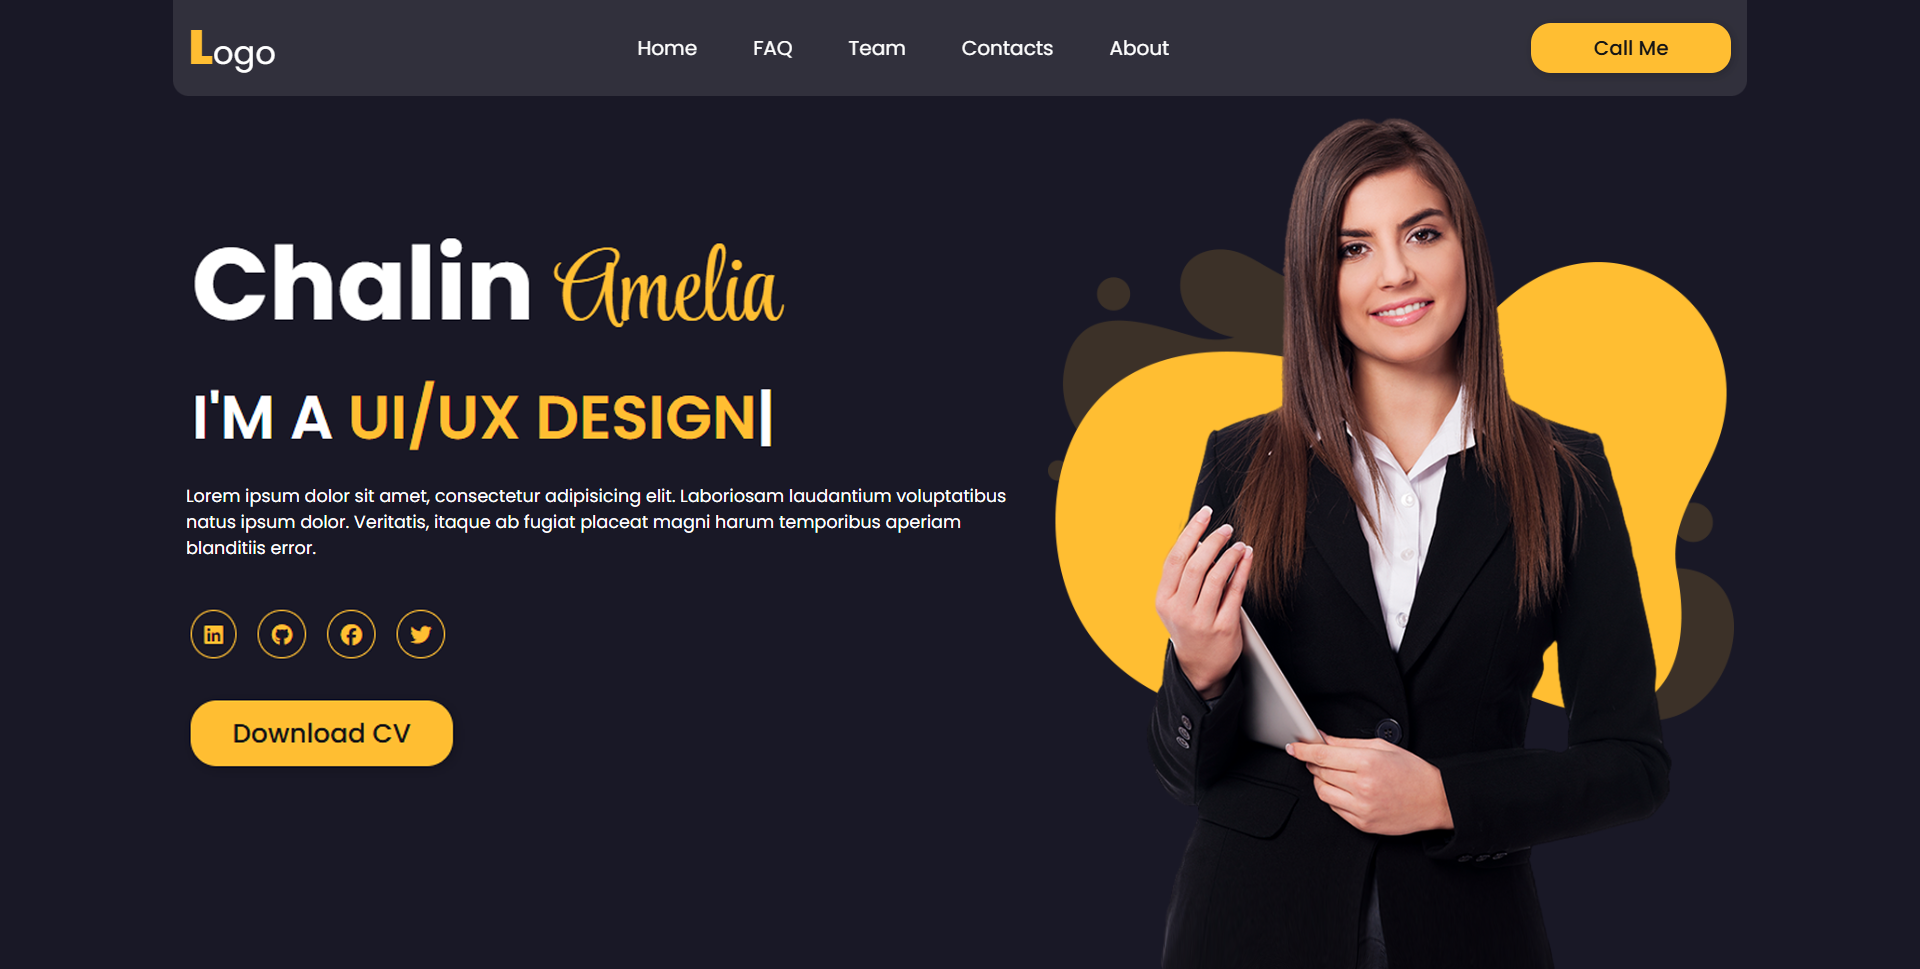 Logo
Home FAQ Team Contacts About
Call Me
Chalin Amelia
I'M A UI/UX DESIGN|
Lorem ipsum dolor sit amet, consectetur adipisicing elit. Laboriosam laudantium voluptatibus
natus ipsum dolor. Veritatis, itaque ab fugiat placeat magni harum temporibus aperiam
blanditiis error.
in
Download CV